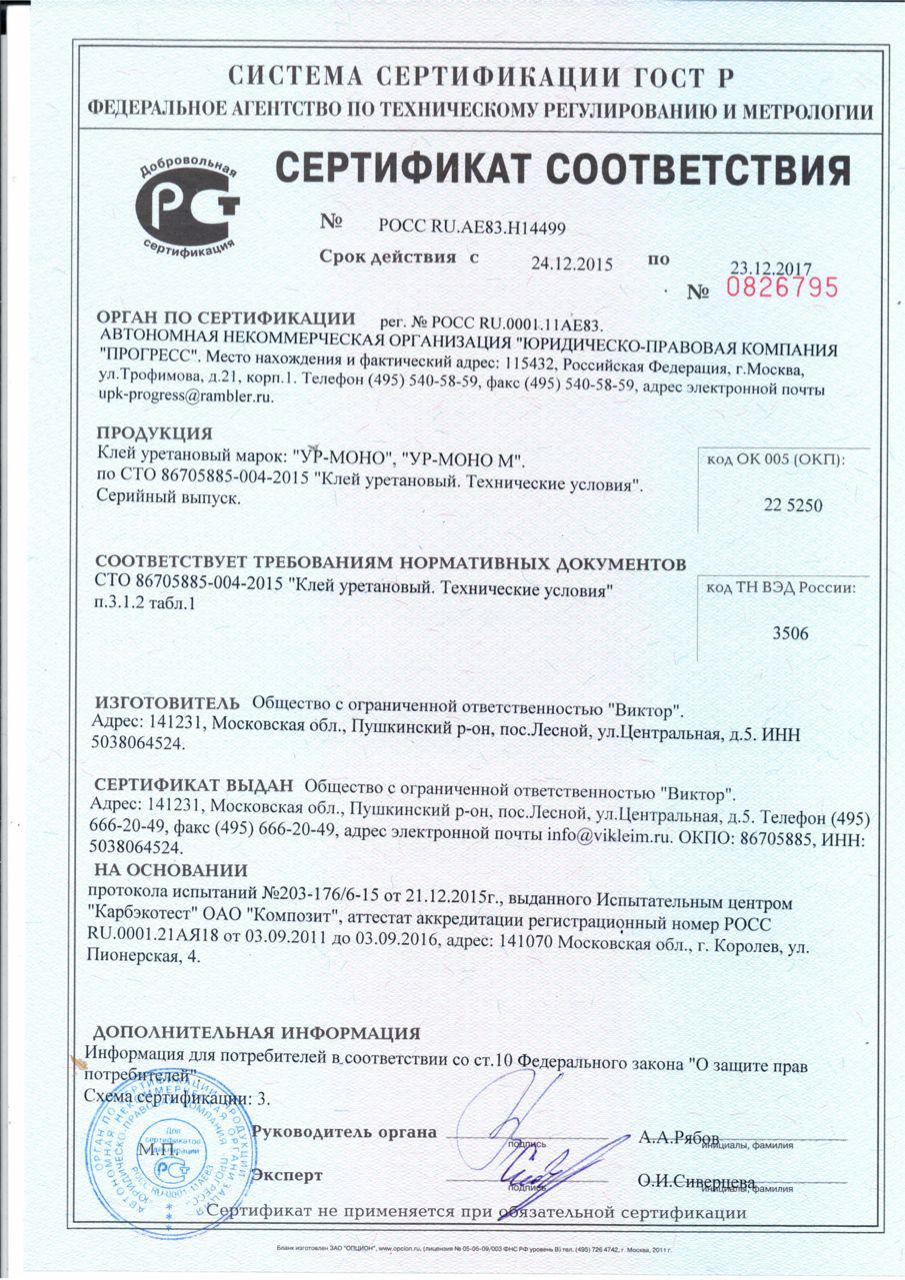 СИСТЕМА СЕРТИФИКАЦИИ ГОСТ Р
ФЕДЕРАЛЬНОЕ АГЕНТСТВО ПО ТЕХНИЧЕСКОМУ РЕГУЛИРОВАНИЮ И МЕТРОЛОГИИ
Добровольная
РСТ
сертификация
СЕРТИФИКАТ СООТВЕТСТВИЯ
№ РОСС RU.АЕ83.Н14499
Срок действия с 24.12.2015 по 23.12.2017
№ 0826795
ОРГАН ПО СЕРТИФИКАЦИИ рег. № РОСС RU.0001.11АЕ83.
АВТОНОМНАЯ НЕКОММЕРЧЕСКАЯ ОРГАНИЗАЦИЯ "ЮРИДИЧЕСКО-ПРАВОВАЯ КОМПАНИЯ
"ПРОГРЕСС". Место нахождения и фактический адрес: 115432, Российская Федерация, г.Москва,
ул.Трофимова, д.21, корп.1. Телефон (495) 540-58-59, факс (495) 540-58-59, адрес электронной почты
upk-progress@rambler.ru.
ПРОДУКЦИЯ
Клей уретановый марок: "УР-МОНО", "УР-МОНО М".
по СТО 86705885-004-2015 "Клей уретановый. Технические условия".
Серийный выпуск.
код ОК 005 (ОКП):
22 5250
СООТВЕТСТВУЕТ ТРЕБОВАНИЯМ НОРМАТИВНЫХ ДОКУМЕНТОВ
СТО 86705885-004-2015 "Клей уретановый. Технические условия"
п.3.1.2 табл.1
код ТН ВЭД России:
3506
ИЗГОТОВИТЕЛЬ Общество с ограниченной ответственностью "Виктор".
Адрес: 141231, Московская обл., Пушкинский р-он, пос.Лесной, ул.Центральная, д.5. ИНН
5038064524.
СЕРТИФИКАТ ВЫДАН Общество с ограниченной ответственностью "Виктор".
Адрес: 141231, Московская обл., Пушкинский р-он, пос.Лесной, ул.Центральная, д.5. Телефон (495)
666-20-49, факс (495) 666-20-49, адрес электронной почты info@vikleim.ru. ОКПО: 86705885, ИНН:
5038064524.
НА ОСНОВАНИИ
протокола испытаний №203-176/6-15 от 21.12.2015г., выданного Испытательным центром
"Карбэкотест" ОАО "Композит", аттестат аккредитации регистрационный номер РОСС
RU.0001.21АЯ18 от 03.09.2011 до 03.09.2016, адрес: 141070 Московская обл., г. Королев, ул.
Пионерская, 4.
ДОПОЛНИТЕЛЬНАЯ ИНФОРМАЦИЯ
Информация для потребителей в соответствии со ст.10 Федерального закона "О защите прав
потребителей".
Схема сертификации: 3.
М.П.
Руководитель органа
подпись
А.А.Рябов
инициалы, фамилия
Эксперт
подпись
О.И.Сиверцева
инициалы, фамилия
Сертификат не применяется при обязательной сертификации
Бланк изготовлен ЗАО "ОПЦИОН", www.opcion.ru, (лицензия № 05-05-09/003 ФНС РФ уровень В) тел. (495) 726 4742, г. Москва, 2011 г.